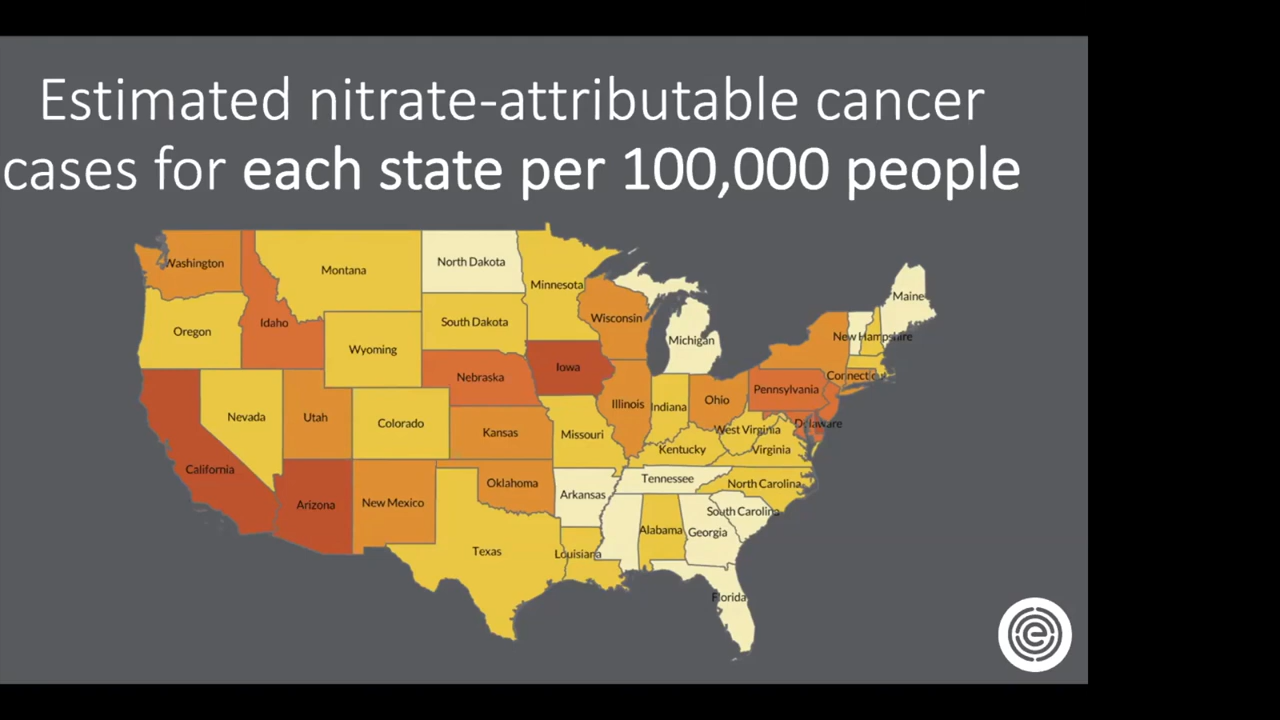 Estimated nitrate-attributable cancer
cases for each state per 100,000 people
Washington
Montana
North Dakota
Minnesota
Maine
Oregon
Idaho
South Dakota
Wisconsin
Michigan
New Hampshire
Wyoming
Iowa
Nebraska
Connecticut
Pennsylvania
Nevada
Utah
Colorado
Kansas
Missouri
Illinois
Indiana
Ohio
Delaware
West Virginia
Kentucky
Virginia
California
Tennessee
North Carolina
Arizona
New Mexico
Oklahoma
Arkansas
South Carolina
Alabama
Georgia
Texas
Louisiana
Florida
e